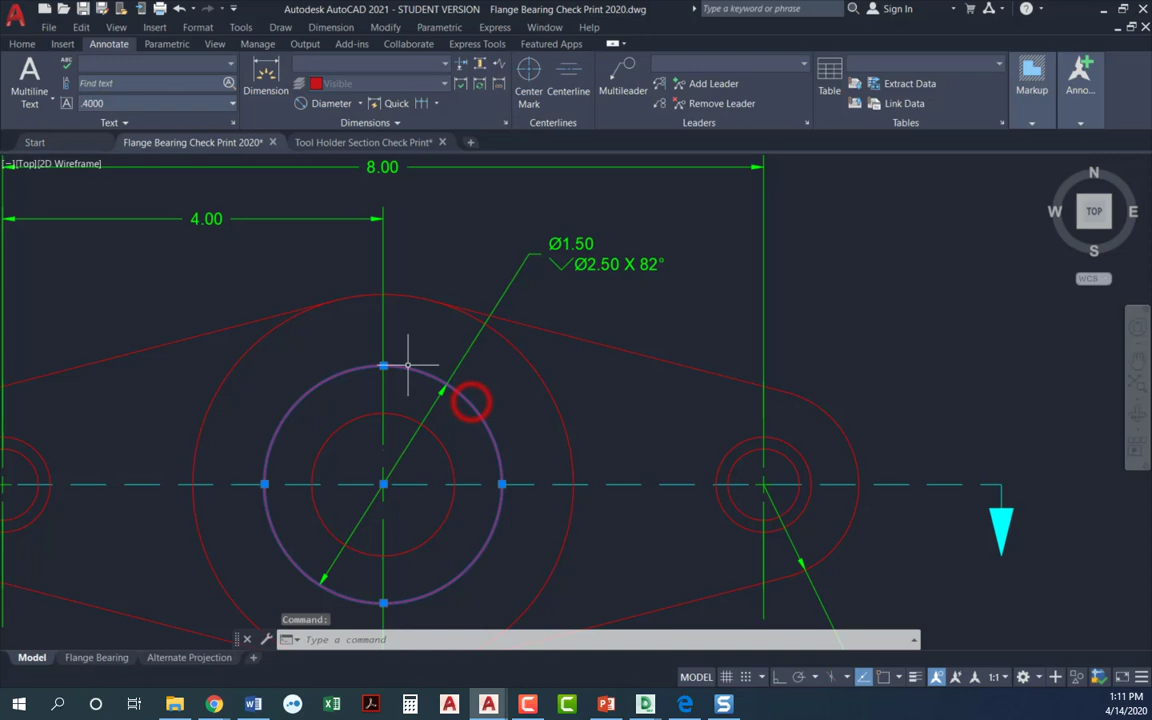 Autodesk AutoCAD 2021 - STUDENT VERSION Flange Bearing Check Print 2020.dwg
Type a keyword or phrase
Sign In
File Edit View Insert Format Tools Draw Dimension Modify Parametric Express Window Help
Home Insert Annotate Parametric View Manage Output Add-ins Collaborate Express Tools Featured Apps
Multiline
Text
Find text
.4000
Text
Dimension
Visible
Diameter
Quick
Dimensions
Center
Mark
Centerline
Centerlines
Multileader
Add Leader
Remove Leader
Leaders
Table
Extract Data
Link Data
Tables
Markup
Anno...
Start
Flange Bearing Check Print 2020*
Tool Holder Section Check Print*
[−][Top][2D Wireframe]
8.00
4.00
Ø1.50
Ø2.50 X 82°
N
W
TOP
E
S
WCS
Command:
Type a command
Model
Flange Bearing
Alternate Projection
MODEL
1:1
1:11 PM
4/14/2020